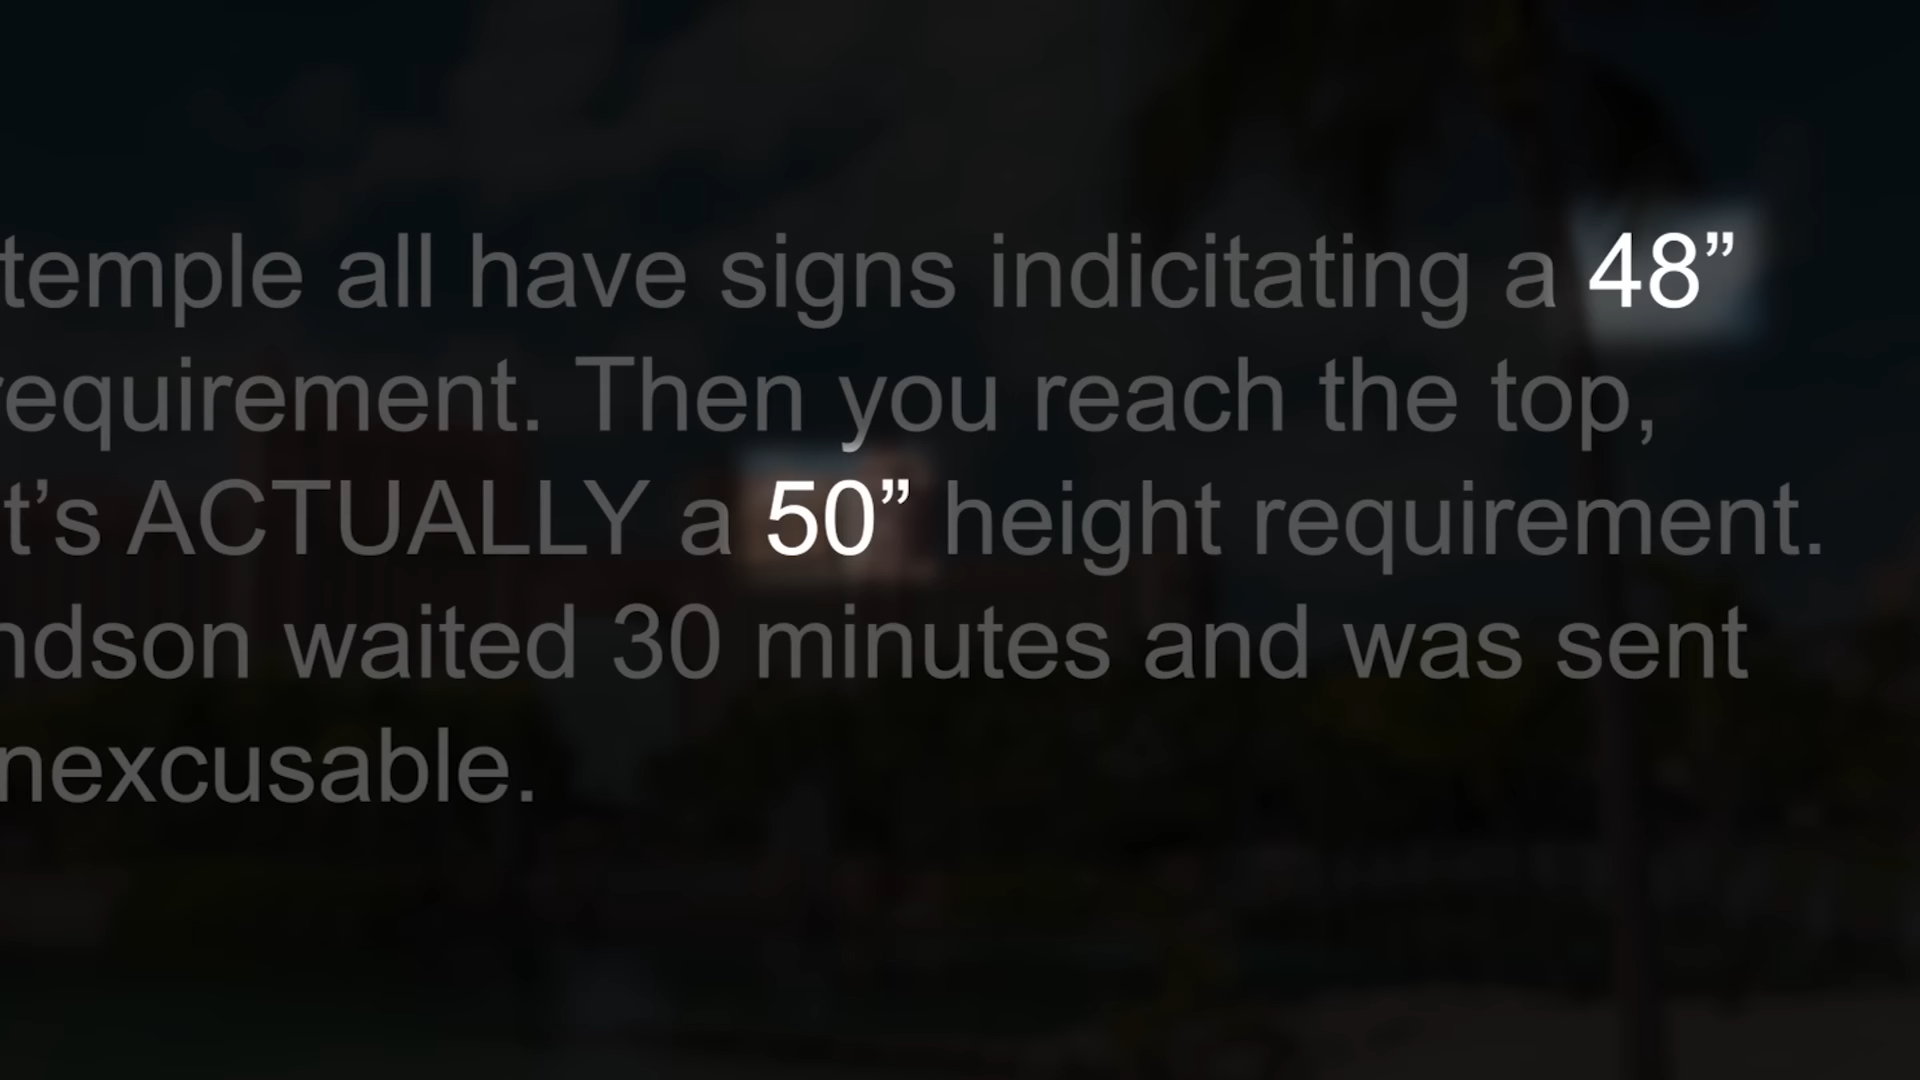 temple all have signs indicitating a 48”
requirement. Then you reach the top,
t’s ACTUALLY a 50” height requirement.
ndson waited 30 minutes and was sent
nexcusable.